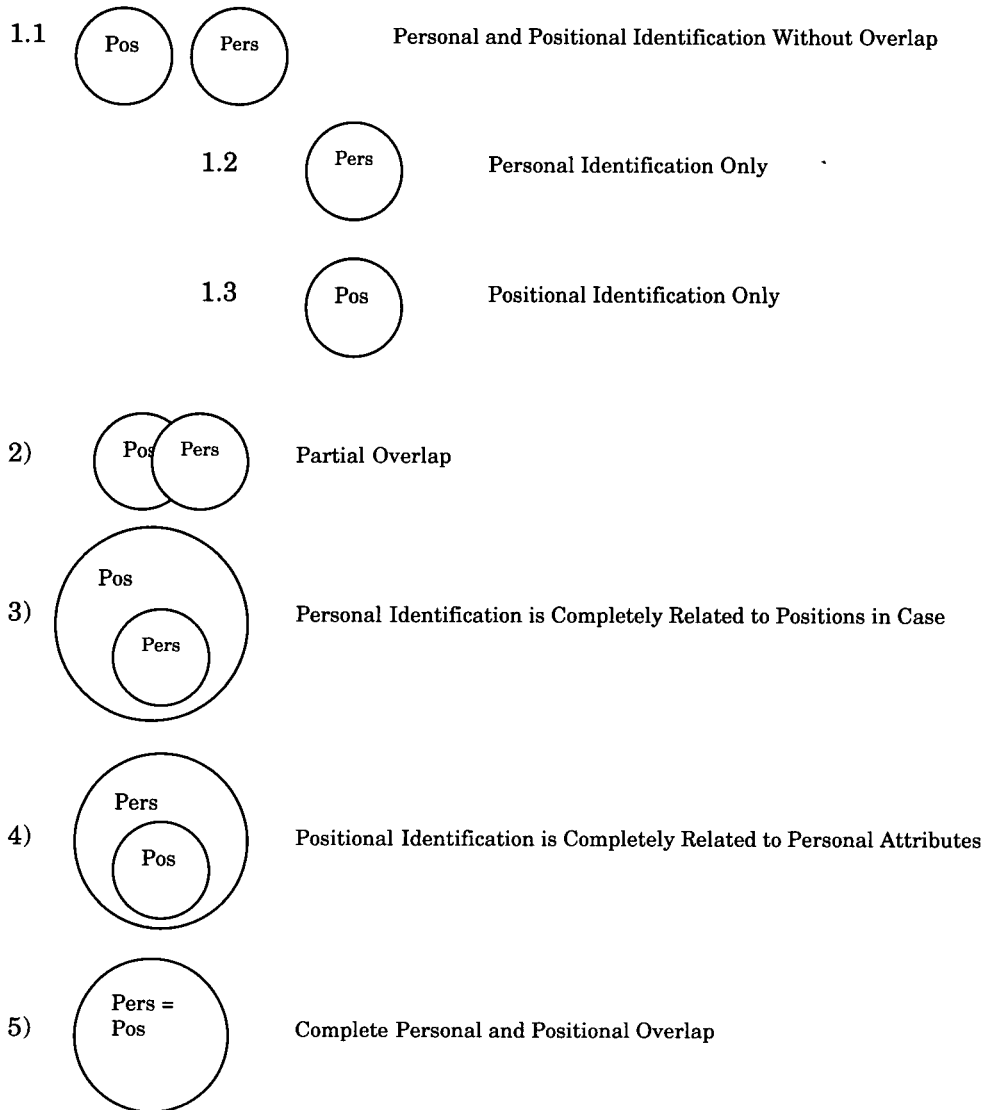 1.1 Pos Pers Personal and Positional Identification Without Overlap
1.2 Pers Personal Identification Only
1.3 Pos Positional Identification Only
2) Pos Pers Partial Overlap
Pos
3) Personal Identification is Completely Related to Positions in Case
Pers
Pers
4) Positional Identification is Completely Related to Personal Attributes
Pos
Pers =
5) Pos Complete Personal and Positional Overlap